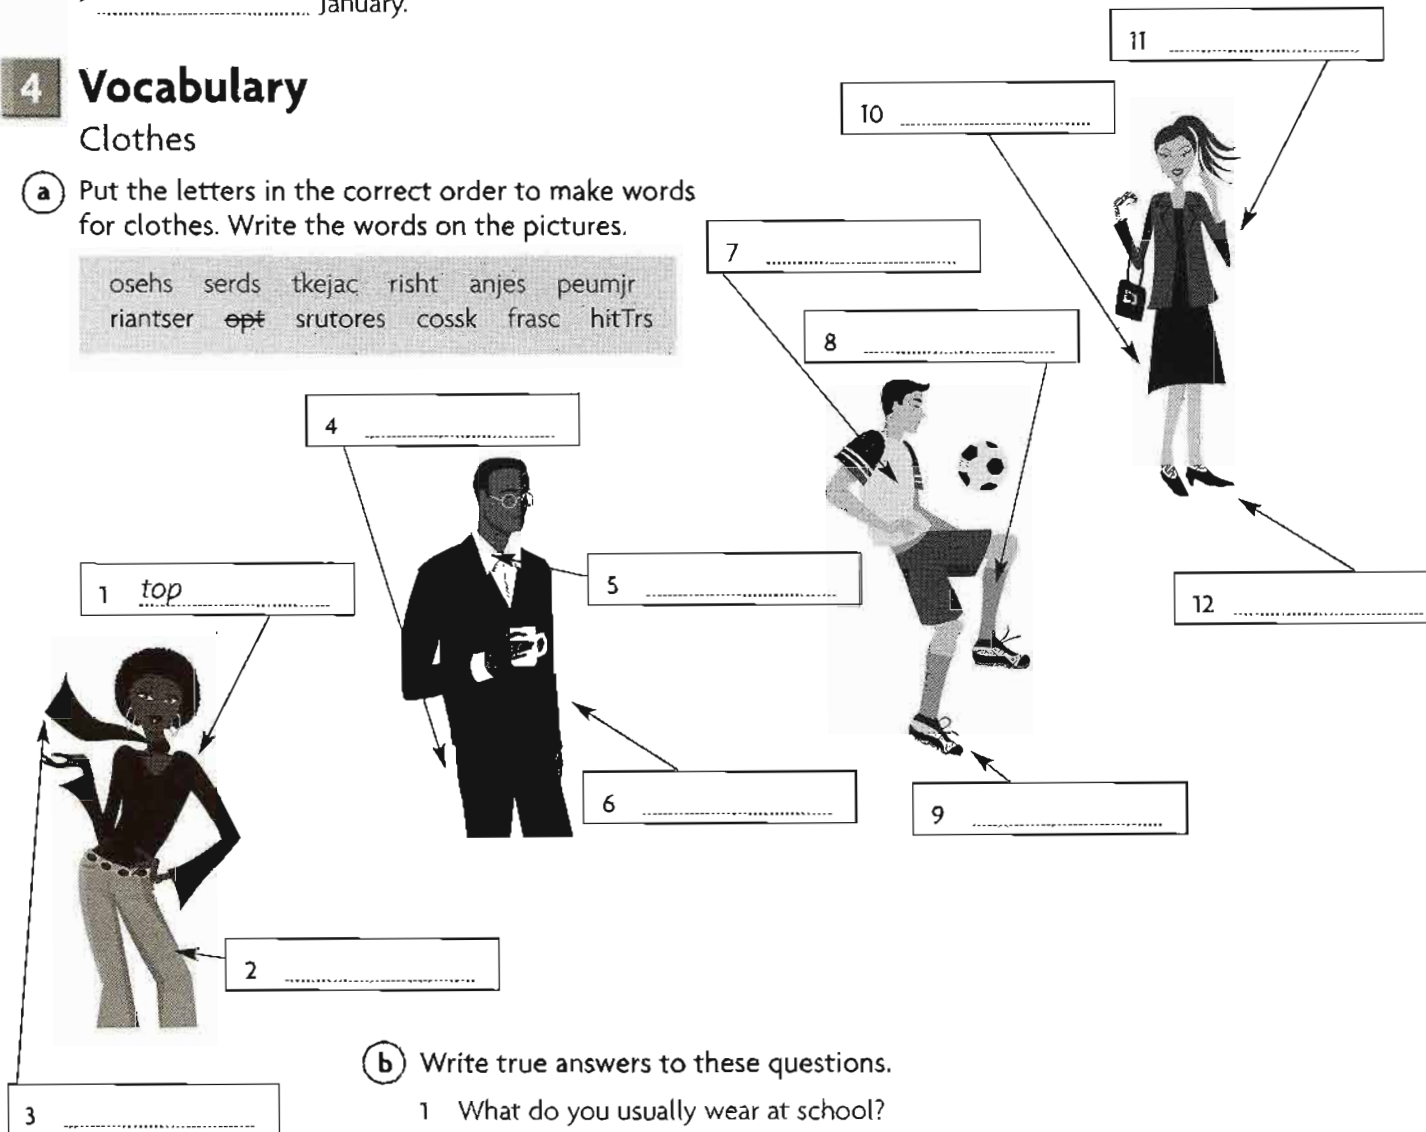 January.
4 Vocabulary
Clothes
a Put the letters in the correct order to make words
for clothes. Write the words on the pictures.
osehs serds tkejac risht anjes peumjr
riantser opt srutores cossk frasc hitTrs
11
10
7
8
4
1 top
5
12
6
9
2
3
b Write true answers to these questions.
1 What do you usually wear at school?